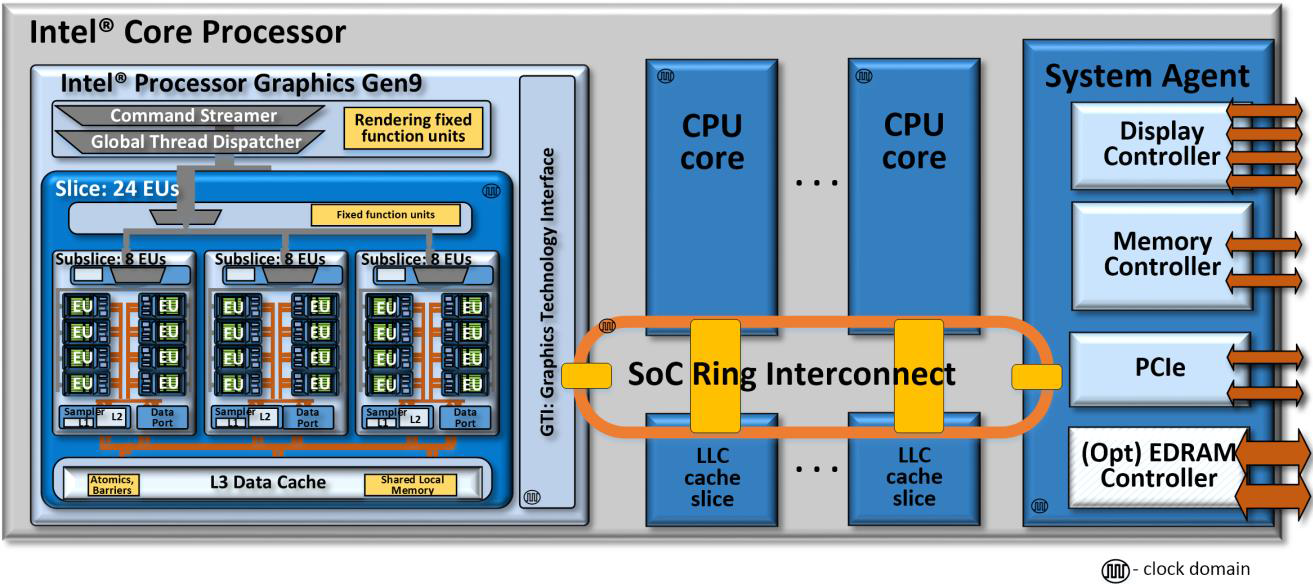 Intel® Core Processor
Intel® Processor Graphics Gen9
Command Streamer
Global Thread Dispatcher
Rendering fixed
function units
Slice: 24 EUs
Fixed function units
Subslice: 8 EUs
Subslice: 8 EUs
Subslice: 8 EUs
EU EU EU EU EU EU
EU EU EU EU EU EU
EU EU EU EU EU EU
EU EU EU EU EU EU
Sampler
L1
L2
Data
Port
Sampler
L1
L2
Data
Port
Sampler
L1
L2
Data
Port
Atomics,
Barriers
L3 Data Cache
Shared Local
Memory
GTI: Graphics Technology Interface
CPU
core
. . .
CPU
core
SoC Ring Interconnect
LLC
cache
slice
. . .
LLC
cache
slice
System Agent
Display
Controller
Memory
Controller
PCIe
(Opt) EDRAM
Controller
- clock domain